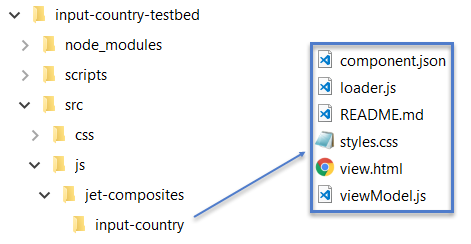 input-country-testbed
node_modules
scripts
src
css
js
jet-composites
input-country
component.json
loader.js
README.md
styles.css
view.html
viewModel.js